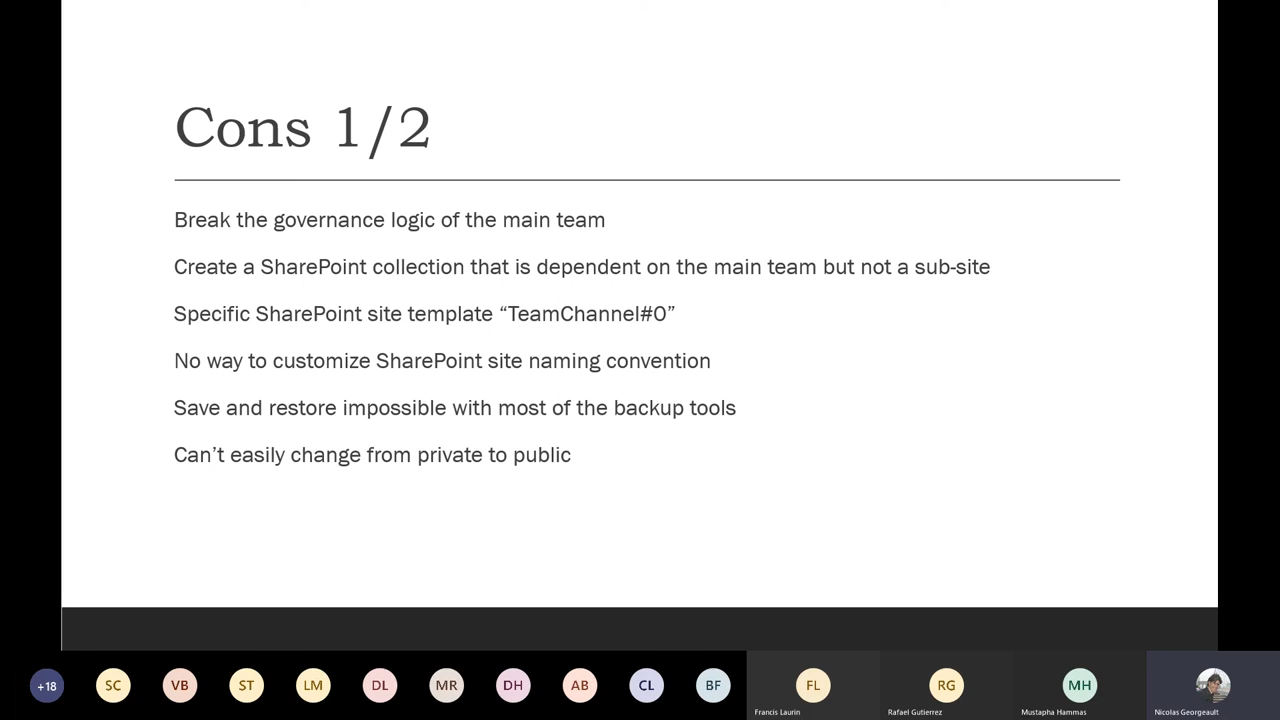 Cons 1/2
Break the governance logic of the main team
Create a SharePoint collection that is dependent on the main team but not a sub-site
Specific SharePoint site template “TeamChannel#0”
No way to customize SharePoint site naming convention
Save and restore impossible with most of the backup tools
Can’t easily change from private to public
+18 SC VB ST LM DL MR DH AB CL BF FL RG MH
Francis Laurin Rafael Gutierrez Mustapha Hammas Nicolas Georgeault